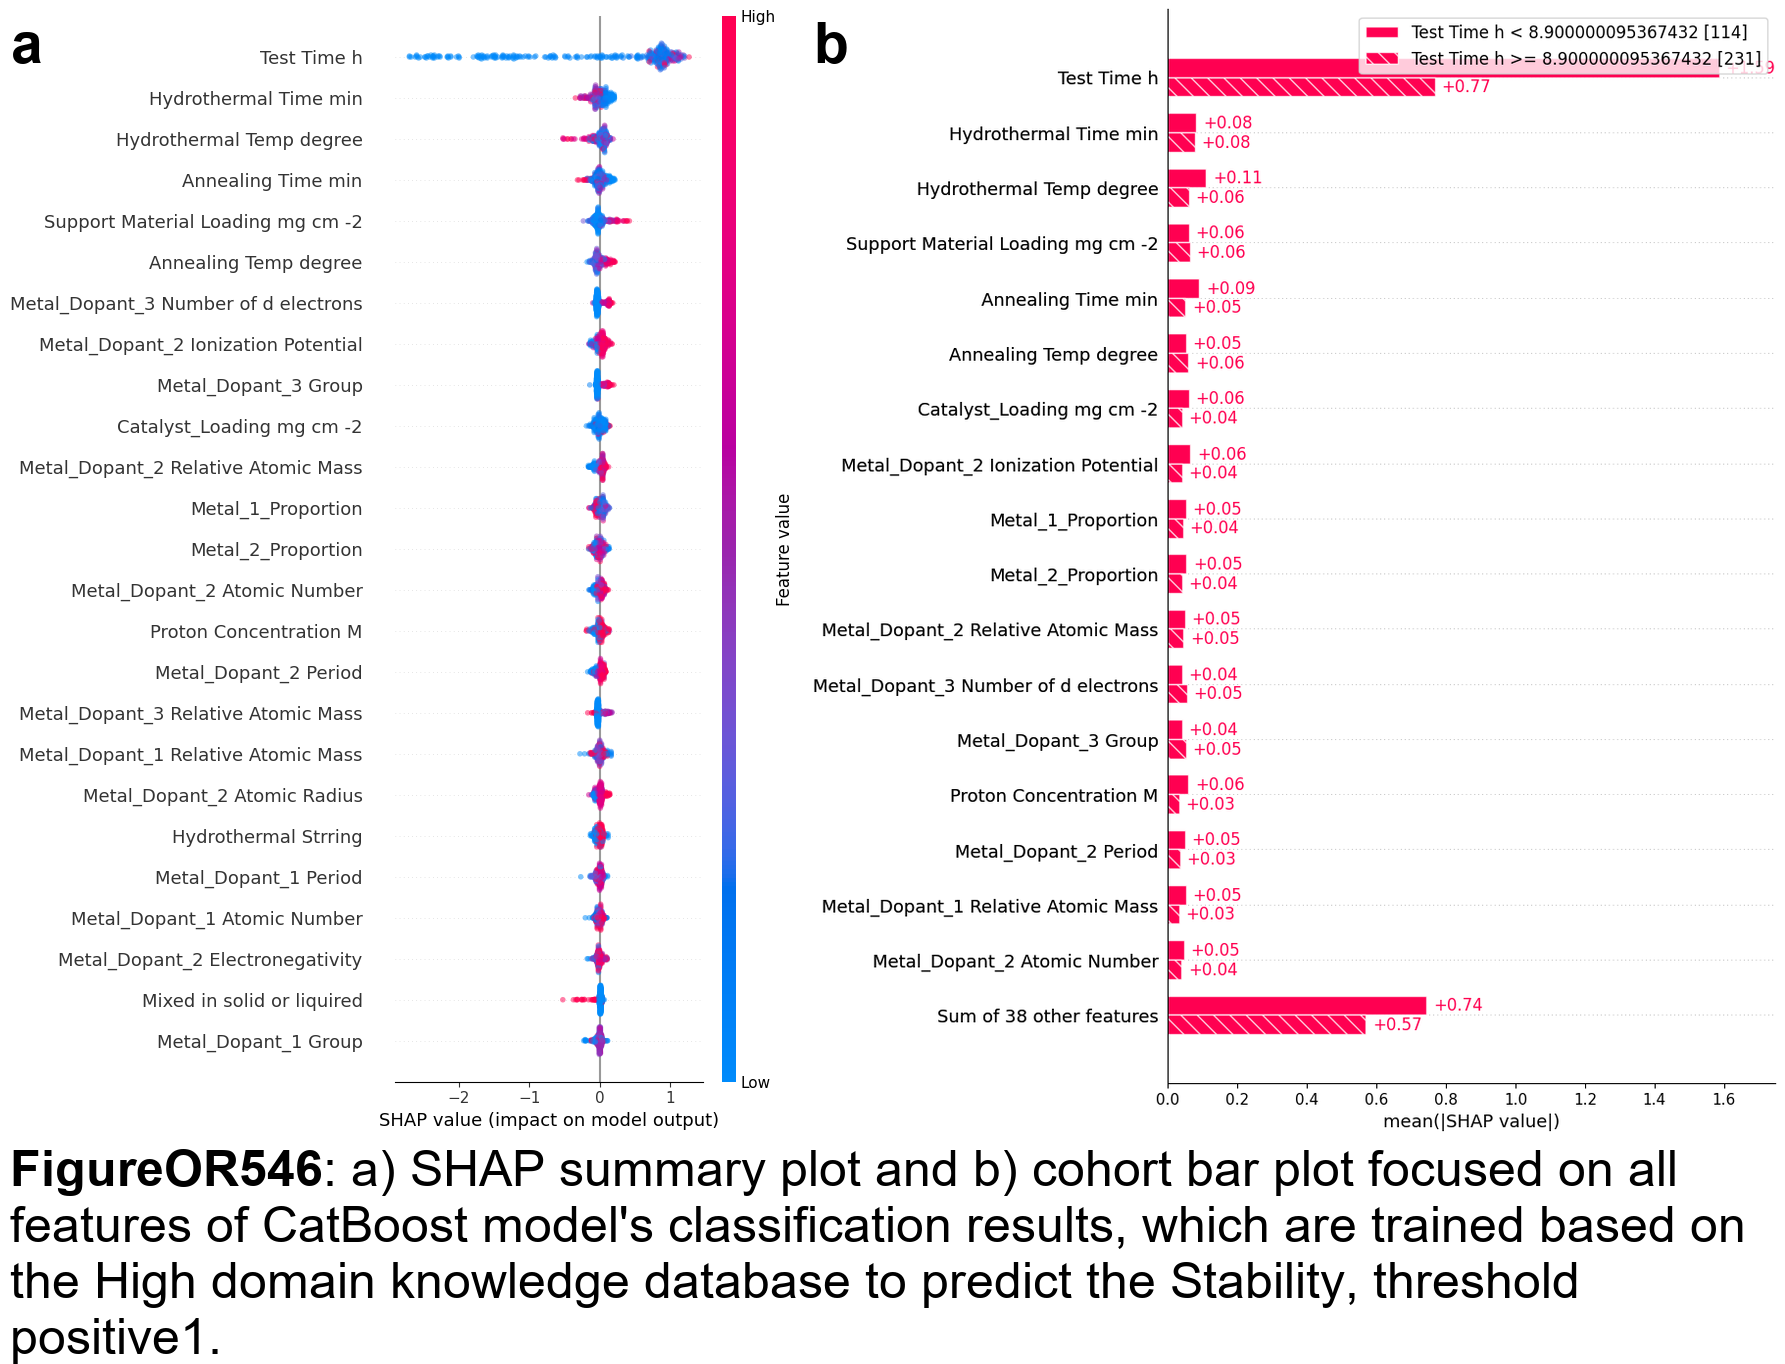 a
Test Time h
Hydrothermal Time min
Hydrothermal Temp degree
Annealing Time min
Support Material Loading mg cm -2
Annealing Temp degree
Metal_Dopant_3 Number of d electrons
Metal_Dopant_2 Ionization Potential
Metal_Dopant_3 Group
Catalyst_Loading mg cm -2
Metal_Dopant_2 Relative Atomic Mass
Metal_1_Proportion
Metal_2_Proportion
Metal_Dopant_2 Atomic Number
Proton Concentration M
Metal_Dopant_2 Period
Metal_Dopant_3 Relative Atomic Mass
Metal_Dopant_1 Relative Atomic Mass
Metal_Dopant_2 Atomic Radius
Hydrothermal Strring
Metal_Dopant_1 Period
Metal_Dopant_1 Atomic Number
Metal_Dopant_2 Electronegativity
Mixed in solid or liquired
Metal_Dopant_1 Group
−2 −1 0 1
SHAP value (impact on model output)
High
Feature value
Low
b
Test Time h < 8.900000095367432 [114]
Test Time h >= 8.900000095367432 [231]
Test Time h
+0.77
Hydrothermal Time min
+0.08
+0.08
Hydrothermal Temp degree
+0.11
+0.06
Support Material Loading mg cm -2
+0.06
+0.06
Annealing Time min
+0.09
+0.05
Annealing Temp degree
+0.05
+0.06
Catalyst_Loading mg cm -2
+0.06
+0.04
Metal_Dopant_2 Ionization Potential
+0.06
+0.04
Metal_1_Proportion
+0.05
+0.04
Metal_2_Proportion
+0.05
+0.04
Metal_Dopant_2 Relative Atomic Mass
+0.05
+0.05
Metal_Dopant_3 Number of d electrons
+0.04
+0.05
Metal_Dopant_3 Group
+0.04
+0.05
Proton Concentration M
+0.06
+0.03
Metal_Dopant_2 Period
+0.05
+0.03
Metal_Dopant_1 Relative Atomic Mass
+0.05
+0.03
Metal_Dopant_2 Atomic Number
+0.05
+0.04
Sum of 38 other features
+0.74
+0.57
0.0 0.2 0.4 0.6 0.8 1.0 1.2 1.4 1.6
mean(|SHAP value|)
FigureOR546: a) SHAP summary plot and b) cohort bar plot focused on all
features of CatBoost model's classification results, which are trained based on
the High domain knowledge database to predict the Stability, threshold
positive1.